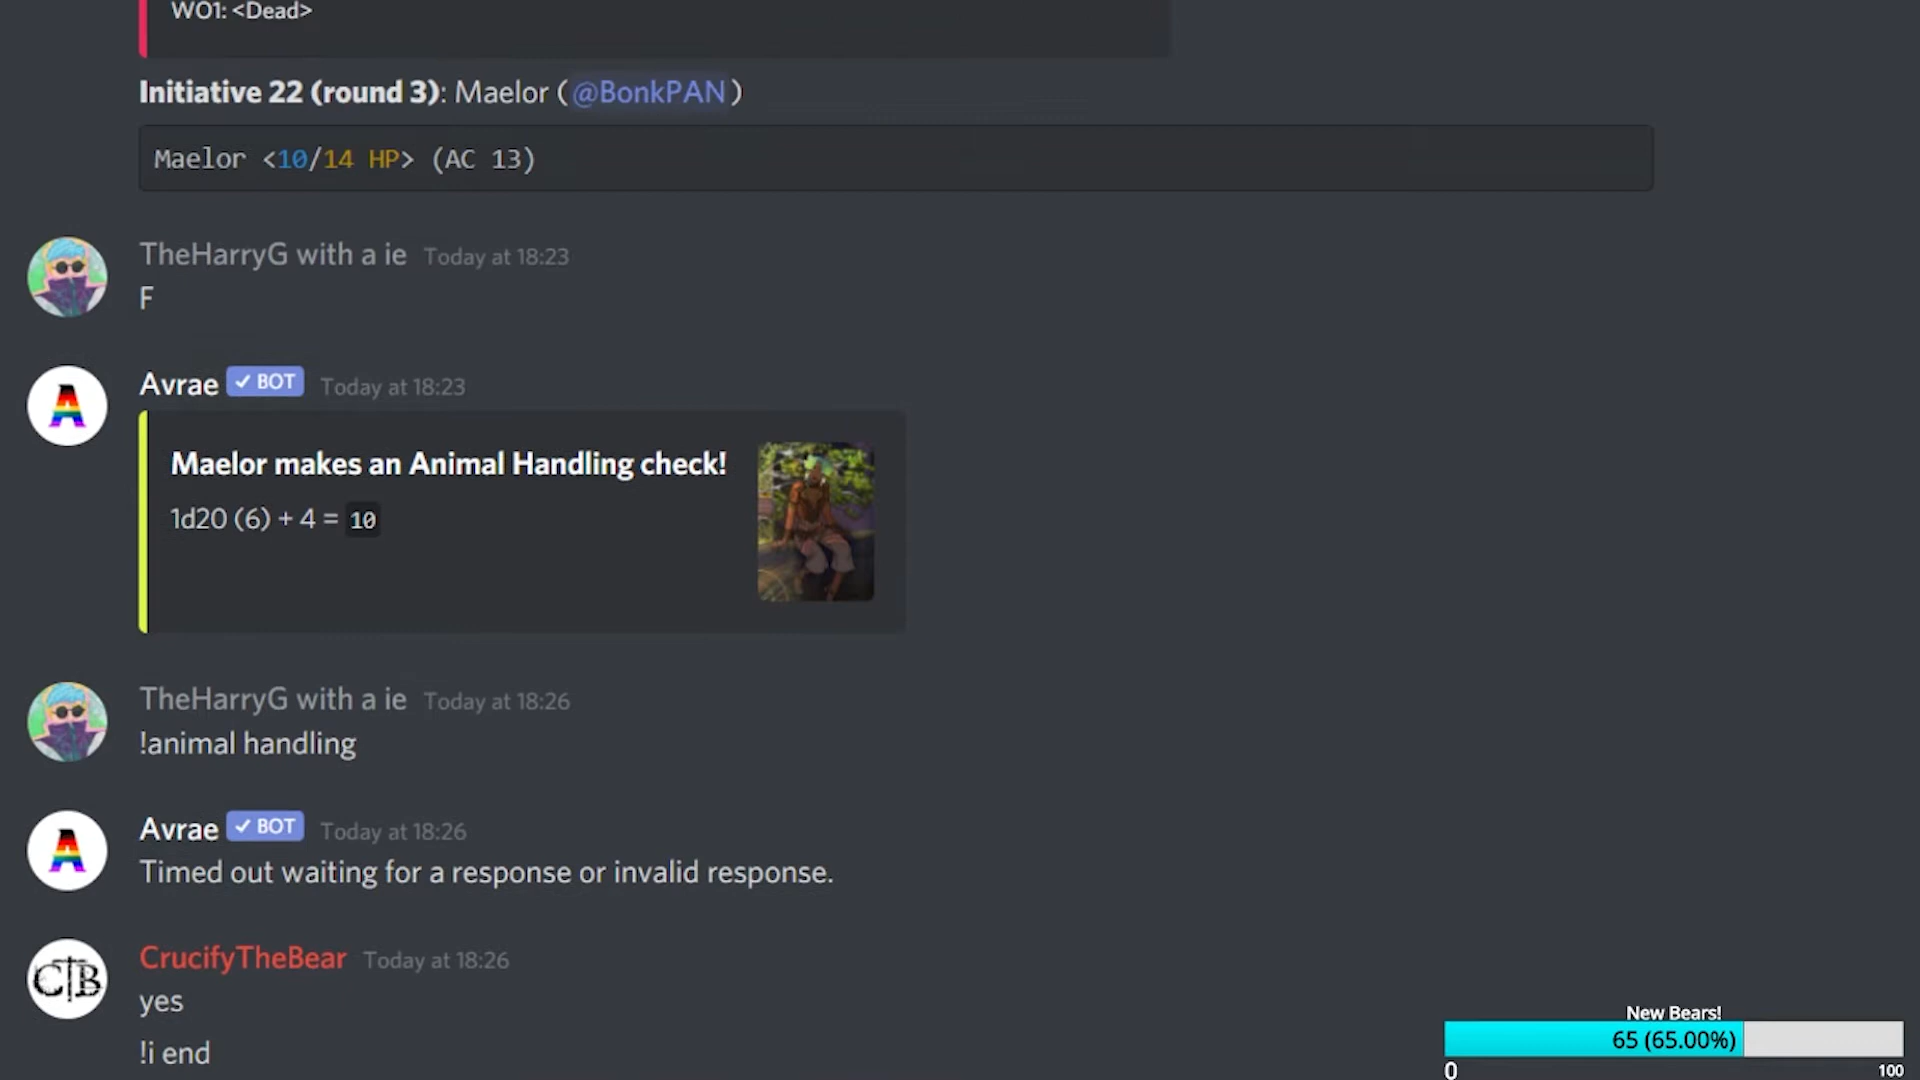 WO1: <Dead>
Initiative 22 (round 3): Maelor ( @BonkPAN )
Maelor <10/14 HP> (AC 13)
TheHarryG with a ie Today at 18:23
F
A
Avrae ✓ BOT Today at 18:23
Maelor makes an Animal Handling check!
1d20 (6) + 4 = 10
TheHarryG with a ie Today at 18:26
!animal handling
A
Avrae ✓ BOT Today at 18:26
Timed out waiting for a response or invalid response.
CTB
CrucifyTheBear Today at 18:26
yes
!i end
New Bears!
65 (65.00%)
0 100